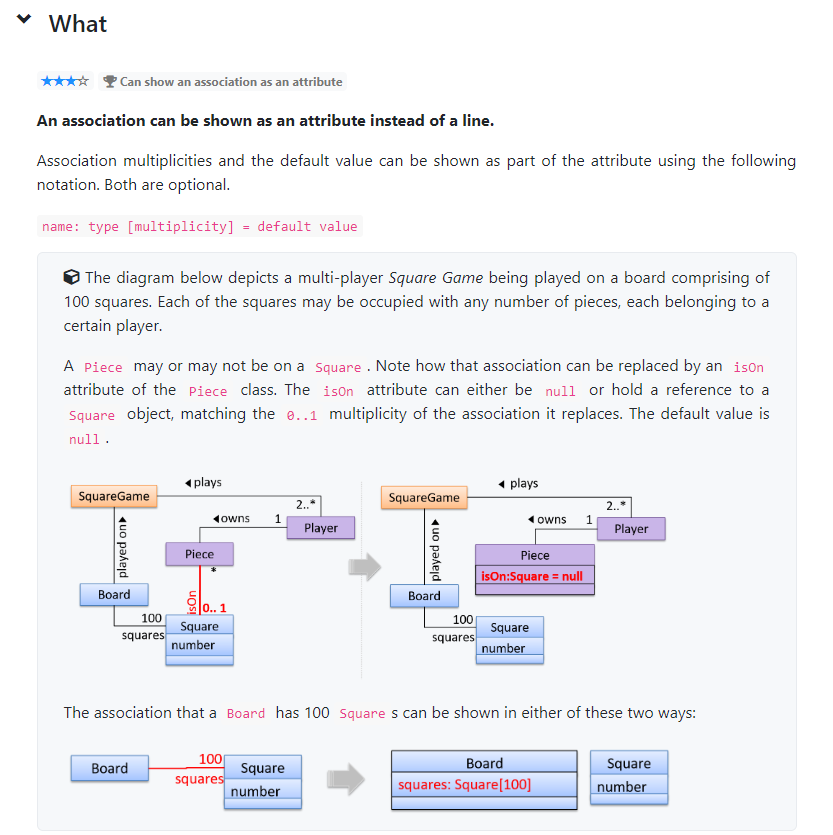 What
Can show an association as an attribute
An association can be shown as an attribute instead of a line.
Association multiplicities and the default value can be shown as part of the attribute using the following
notation. Both are optional.
name: type [multiplicity] = default value
The diagram below depicts a multi-player Square Game being played on a board comprising of
100 squares. Each of the squares may be occupied with any number of pieces, each belonging to a
certain player.
A Piece may or may not be on a Square . Note how that association can be replaced by an isOn
attribute of the Piece class. The isOn attribute can either be null or hold a reference to a
Square object, matching the 0..1 multiplicity of the association it replaces. The default value is
null .
plays
SquareGame
2..*
owns 1
Player
played on
Piece
*
isOn
0.. 1
Board
100
squares
Square
number
plays
SquareGame
2..*
owns 1
Player
played on
Piece
isOn:Square = null
Board
100
squares
Square
number
The association that a Board has 100 Square s can be shown in either of these two ways:
Board
100
squares
Square
number
Board
squares: Square[100]
Square
number